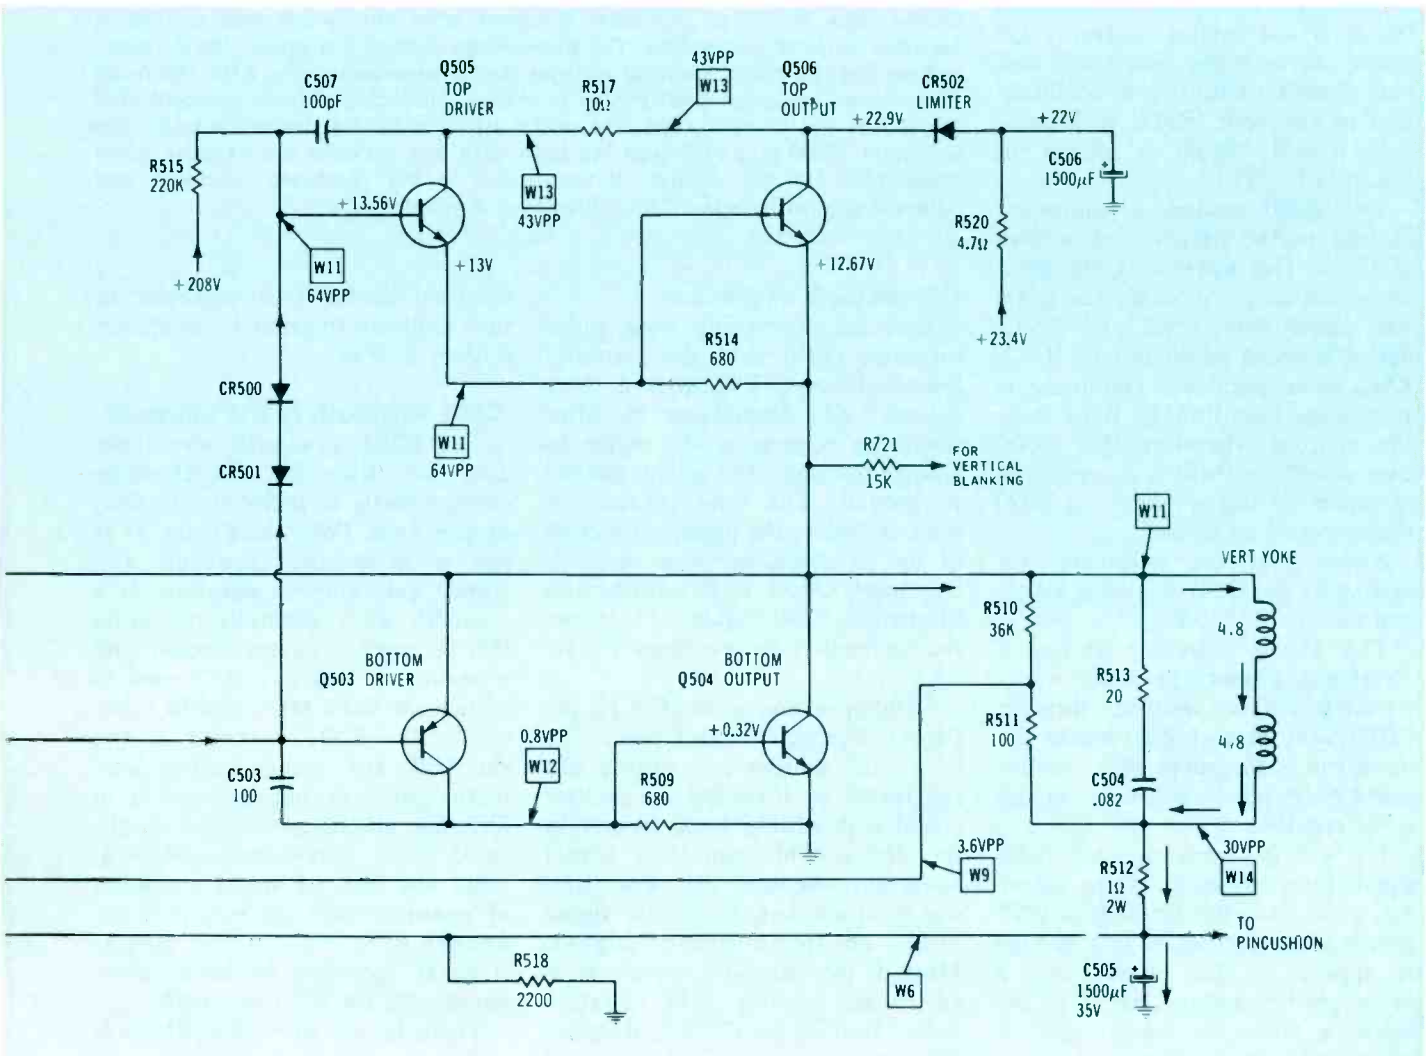 43VPP
W13
C507
100pF
Q505
TOP
DRIVER
R517
10Ω
Q506
TOP
OUTPUT
CR502
LIMITER
+22.9V
+22V
R515
220K
W13
43VPP
C506
1500μF
+
+13.56V
R520
4.7Ω
W11
64VPP
+13V
+12.67V
+208V
+23.4V
R514
680
CR500
W11
64VPP
R721
15K
FOR
VERTICAL
BLANKING
CR501
W11
VERT YOKE
R510
36K
4.8
BOTTOM
Q503 DRIVER
BOTTOM
Q504 OUTPUT
R513
20
R511
100
+0.32V
4.8
0.8VPP
W12
C503
100
R509
680
C504
.082
3.6VPP
W9
30VPP
W14
R512
1Ω
2W
TO
PINCUSHION
R518
2200
W6
C505
1500μF
35V
+